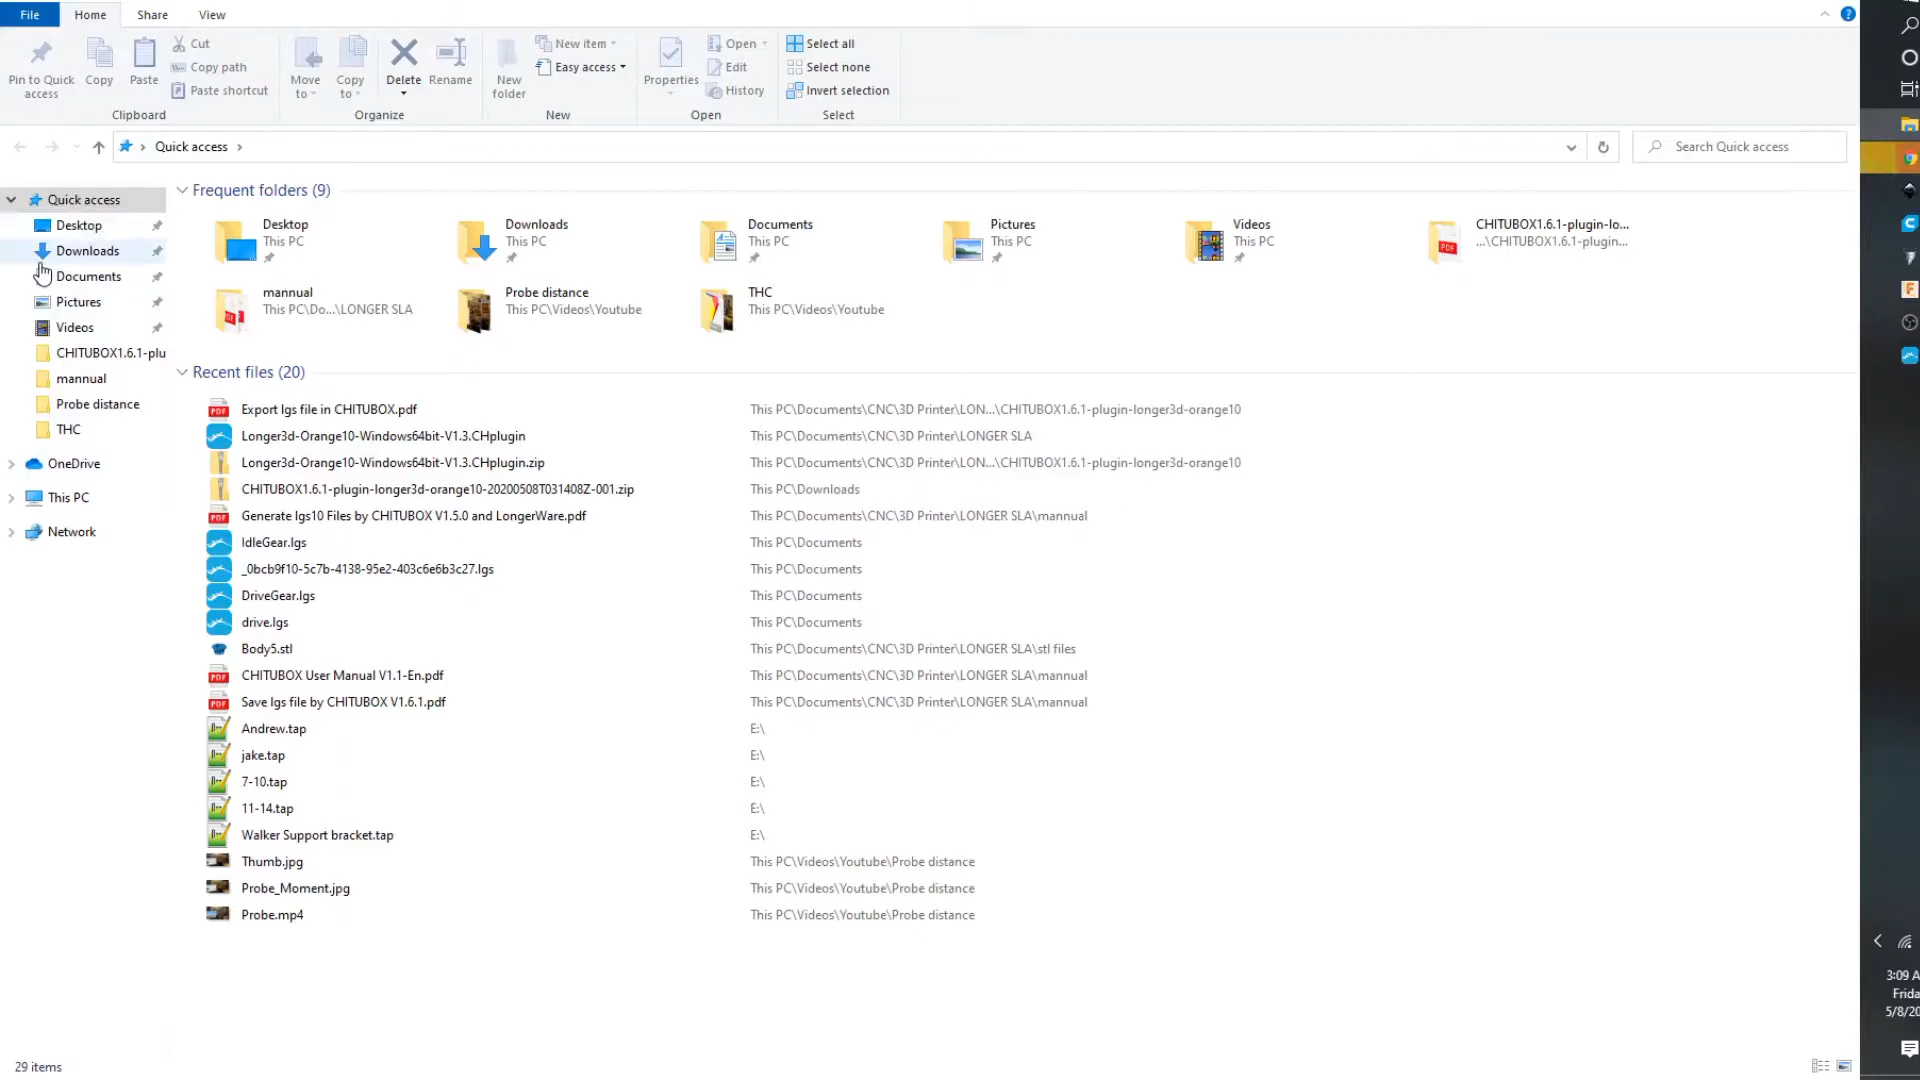 File Home Share View
Pin to Quick access
Copy
Paste
Cut
Copy path
Paste shortcut
Clipboard
Move to
Copy to
Delete
Rename
Organize
New folder
New item
Easy access
New
Properties
Open
Edit
History
Open
Select all
Select none
Invert selection
Select
Quick access
Search Quick access
Quick access
Desktop
Downloads
Documents
Pictures
Videos
CHITUBOX1.6.1-plu
mannual
Probe distance
THC
OneDrive
This PC
Network
Frequent folders (9)
Desktop
This PC
Downloads
This PC
Documents
This PC
Pictures
This PC
Videos
This PC
CHITUBOX1.6.1-plugin-lo...
...\CHITUBOX1.6.1-plugin...
mannual
This PC\Do...\LONGER SLA
Probe distance
This PC\Videos\Youtube
THC
This PC\Videos\Youtube
Recent files (20)
Export lgs file in CHITUBOX.pdf This PC\Documents\CNC\3D Printer\LON...\CHITUBOX1.6.1-plugin-longer3d-orange10
Longer3d-Orange10-Windows64bit-V1.3.CHplugin This PC\Documents\CNC\3D Printer\LONGER SLA
Longer3d-Orange10-Windows64bit-V1.3.CHplugin.zip This PC\Documents\CNC\3D Printer\LON...\CHITUBOX1.6.1-plugin-longer3d-orange10
CHITUBOX1.6.1-plugin-longer3d-orange10-20200508T031408Z-001.zip This PC\Downloads
Generate lgs10 Files by CHITUBOX V1.5.0 and LongerWare.pdf This PC\Documents\CNC\3D Printer\LONGER SLA\mannual
IdleGear.lgs This PC\Documents
_0bcb9f10-5c7b-4138-95e2-403c6e6b3c27.lgs This PC\Documents
DriveGear.lgs This PC\Documents
drive.lgs This PC\Documents
Body5.stl This PC\Documents\CNC\3D Printer\LONGER SLA\stl files
CHITUBOX User Manual V1.1-En.pdf This PC\Documents\CNC\3D Printer\LONGER SLA\mannual
Save lgs file by CHITUBOX V1.6.1.pdf This PC\Documents\CNC\3D Printer\LONGER SLA\mannual
Andrew.tap E:\
jake.tap E:\
7-10.tap E:\
11-14.tap E:\
Walker Support bracket.tap E:\
Thumb.jpg This PC\Videos\Youtube\Probe distance
Probe_Moment.jpg This PC\Videos\Youtube\Probe distance
Probe.mp4 This PC\Videos\Youtube\Probe distance
29 items
3:09 A
Frida
5/8/20